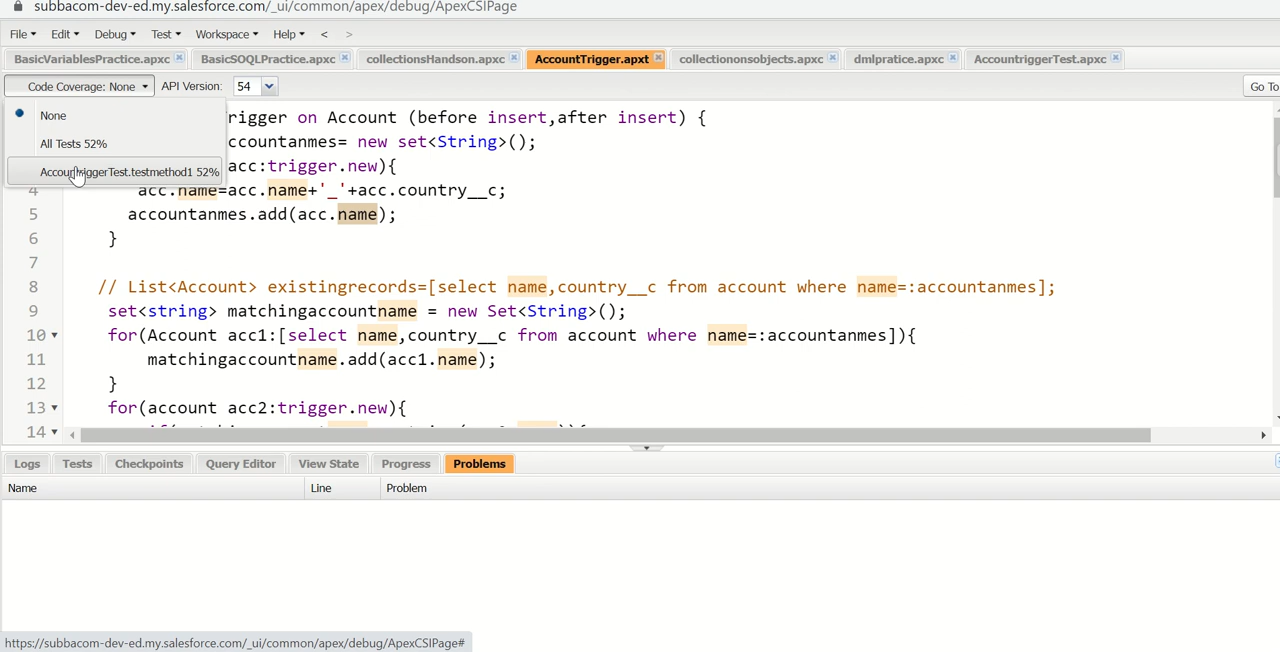 subbacom-dev-ed.my.salesforce.com/_ui/common/apex/debug/ApexCSIPage
File Edit Debug Test Workspace Help < >
BasicVariablesPractice.apxc BasicSOQLPractice.apxc collectionsHandson.apxc AccountTrigger.apxt collectiononsobjects.apxc dmlpratice.apxc AccountriggerTest.apxc
Code Coverage: None API Version: 54 Go To
None
All Tests 52%
AccountriggerTest.testmethod1 52%
rigger on Account (before insert,after insert) {
ccountanmes= new set<String>();
acc:trigger.new){
4 acc.name=acc.name+'_'+acc.country__c;
5 accountanmes.add(acc.name);
6 }
7
8 // List<Account> existingrecords=[select name,country__c from account where name=:accountanmes];
9 set<string> matchingaccountname = new Set<String>();
10 for(Account acc1:[select name,country__c from account where name=:accountanmes]){
11 matchingaccountname.add(acc1.name);
12 }
13 for(account acc2:trigger.new){
14
Logs Tests Checkpoints Query Editor View State Progress Problems
Name Line Problem
https://subbacom-dev-ed.my.salesforce.com/_ui/common/apex/debug/ApexCSIPage#